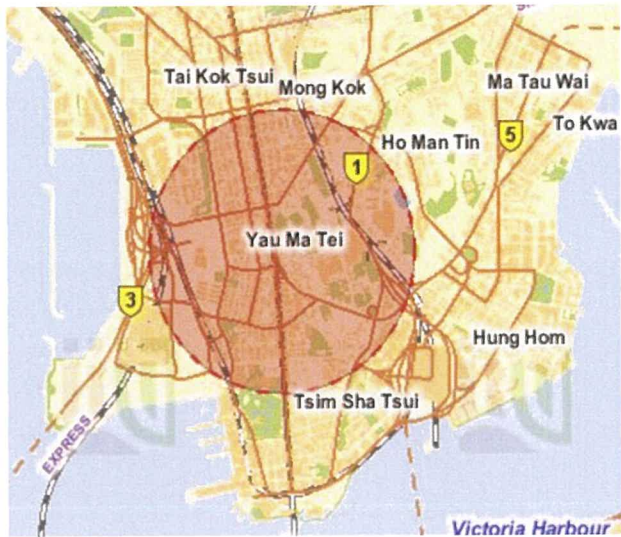 Tai Kok Tsui
Mong Kok
Ma Tau Wai
To Kwa
5
Ho Man Tin
1
Yau Ma Tei
3
Hung Hom
Tsim Sha Tsui
EXPRESS
Victoria Harbour